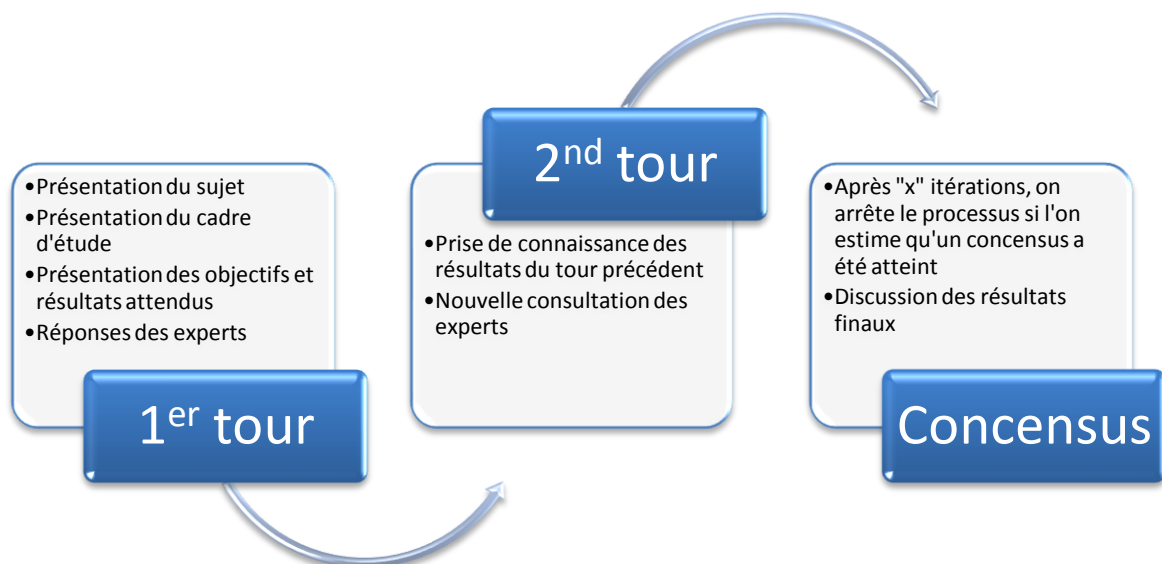 •Présentation du sujet
•Présentation du cadre
d'étude
•Présentation des objectifs et
résultats attendus
•Réponses des experts
1er tour
2nd tour
•Prise de connaissance des
résultats du tour précédent
•Nouvelle consultation des
experts
•Après "x" itérations, on
arrête le processus si l'on
estime qu'un concensus a
été atteint
•Discussion des résultats
finaux
Concensus